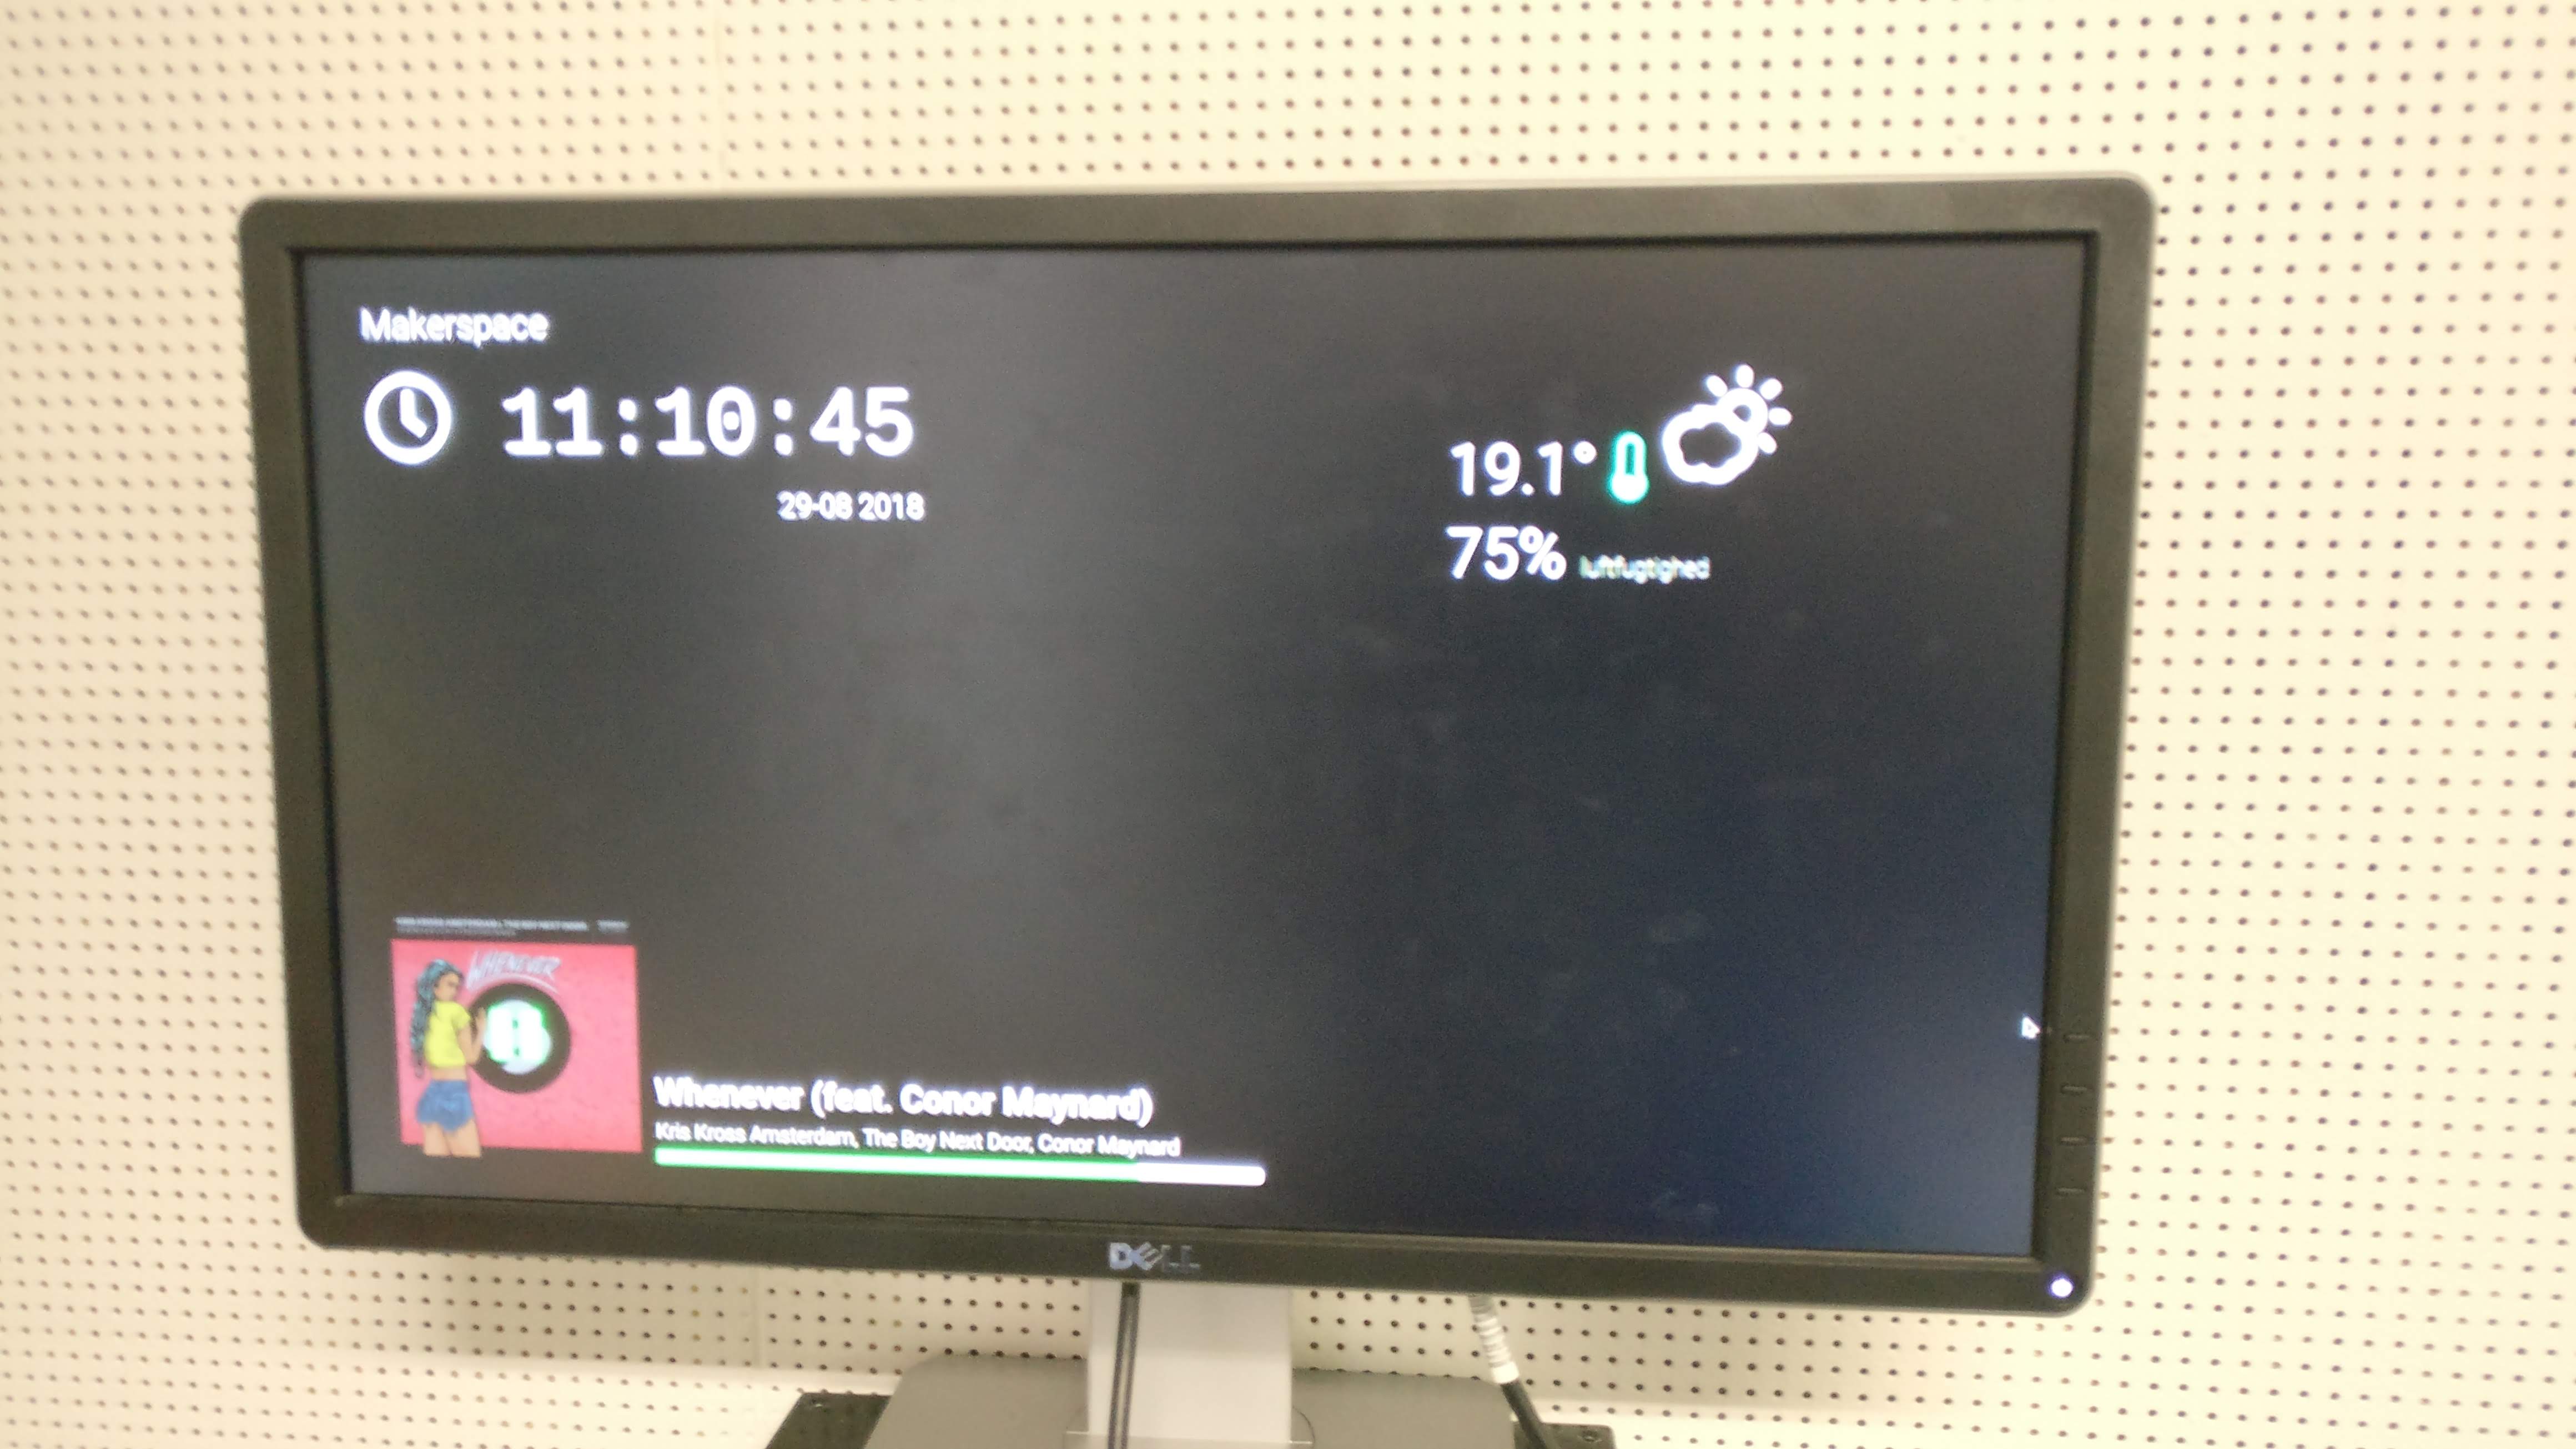 Makerspace
11:10:45
29-08 2018
19.1°
75% luftfugtighed
WHENEVER
Whenever (feat. Conor Maynard)
Kris Kross Amsterdam, The Boy Next Door, Conor Maynard
DELL